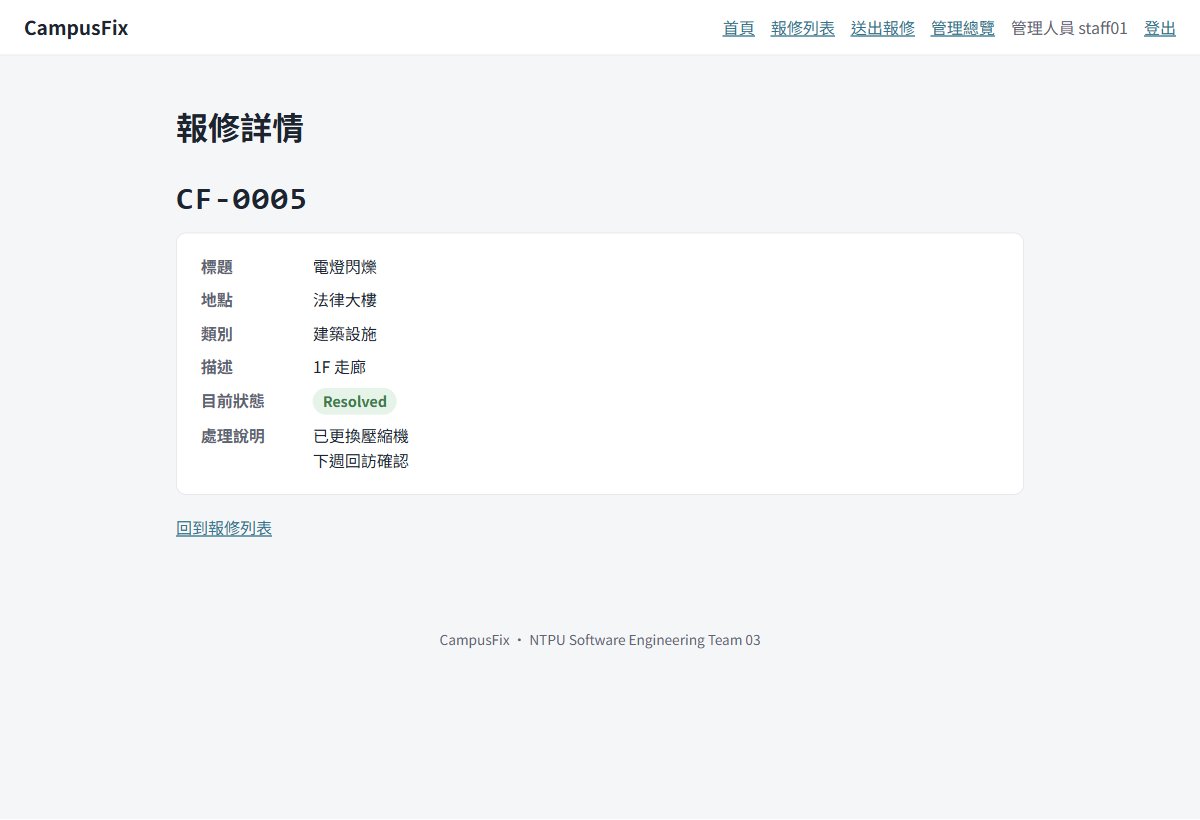 CampusFix
首頁 報修列表 送出報修 管理總覽 管理人員 staff01 登出
報修詳情
CF-0005
標題 電燈閃爍
地點 法律大樓
類別 建築設施
描述 1F 走廊
目前狀態 Resolved
處理說明 已更換壓縮機
下週回訪確認
回到報修列表
CampusFix ・ NTPU Software Engineering Team 03